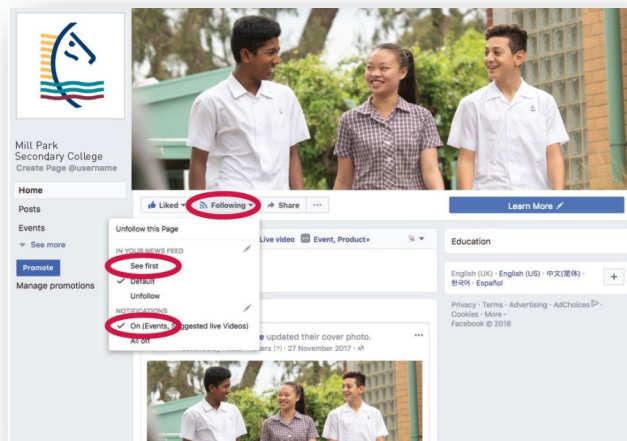 Mill Park
Secondary College
Create Page @username
Home
Posts
Events
See more
Promote
Manage promotions
Liked Following Share ...
Learn More
Unfollow this Page
IN YOUR NEWS FEED
See first
Default
Unfollow
NOTIFICATIONS
On (Events, Suggested live Videos)
All off
Live video Event, Product+
updated their cover photo.
27 November 2017
Education
English (UK) · English (US) · 中文(简体) ·
한국어 · Español
+
Privacy · Terms · Advertising · AdChoices ·
Cookies · More
Facebook © 2018